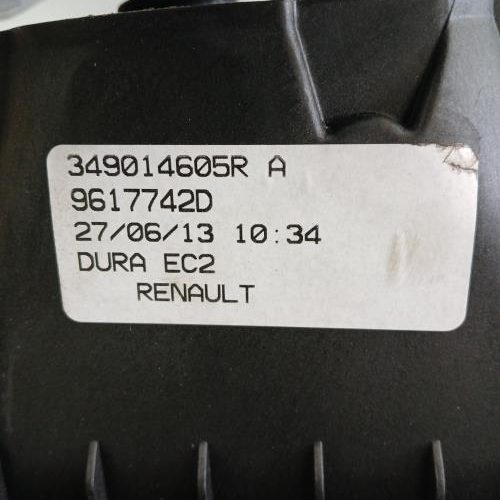 349014605R A
9617742D
27/06/13 10:34
DURA EC2
RENAULT